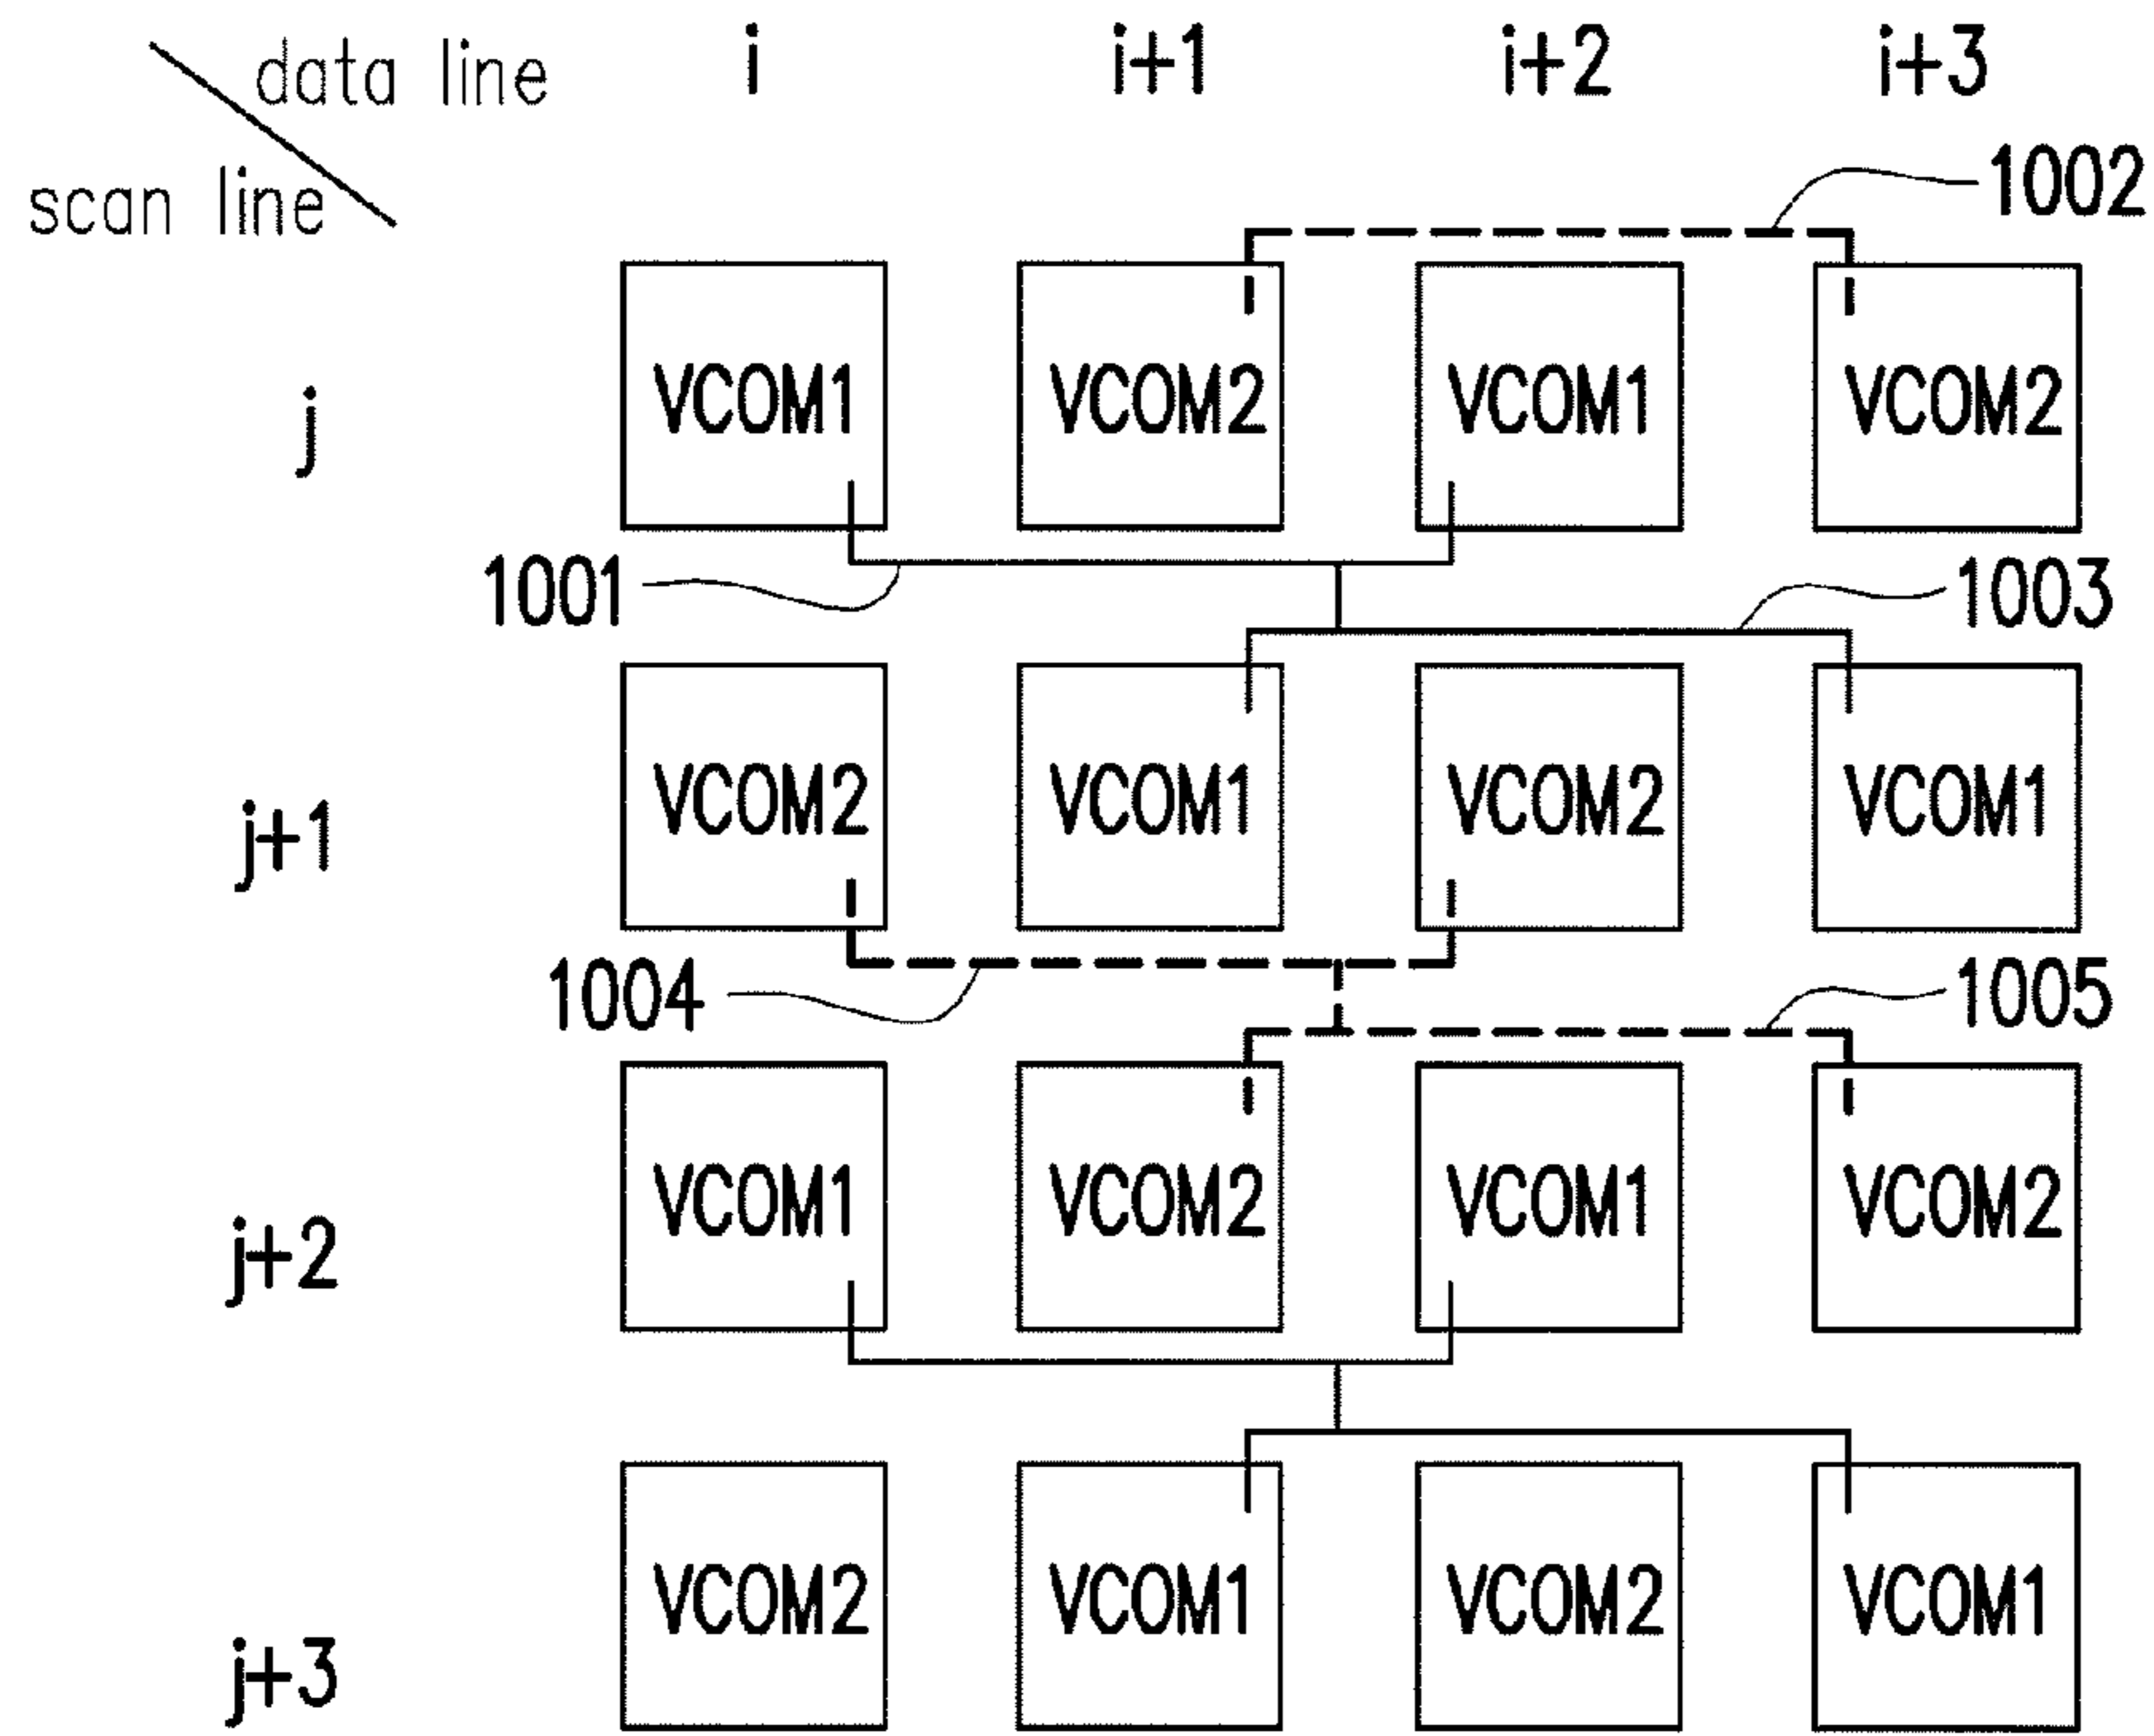 data line i i+1 i+2 i+3
scan line
1002
j VCOM1 VCOM2 VCOM1 VCOM2
1001 1003
j+1 VCOM2 VCOM1 VCOM2 VCOM1
1004 1005
j+2 VCOM1 VCOM2 VCOM1 VCOM2
j+3 VCOM2 VCOM1 VCOM2 VCOM1